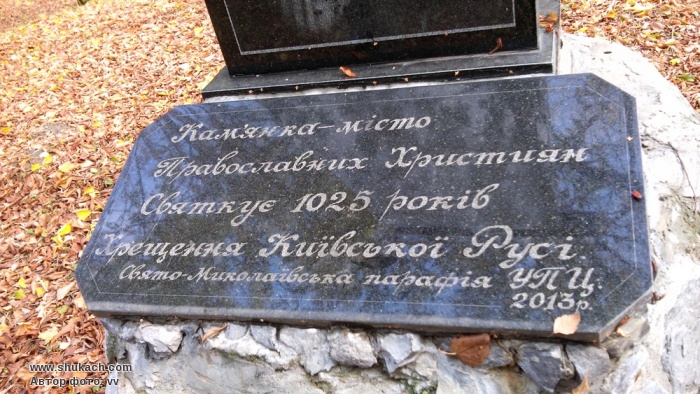 Кам'янка – місто
Православних Християн
Святкує 1025 років
Хрещення Київської Русі.
Свято-Миколаївська парафія УПЦ.
2013р.
www.shukach.com
Автор фото: vv